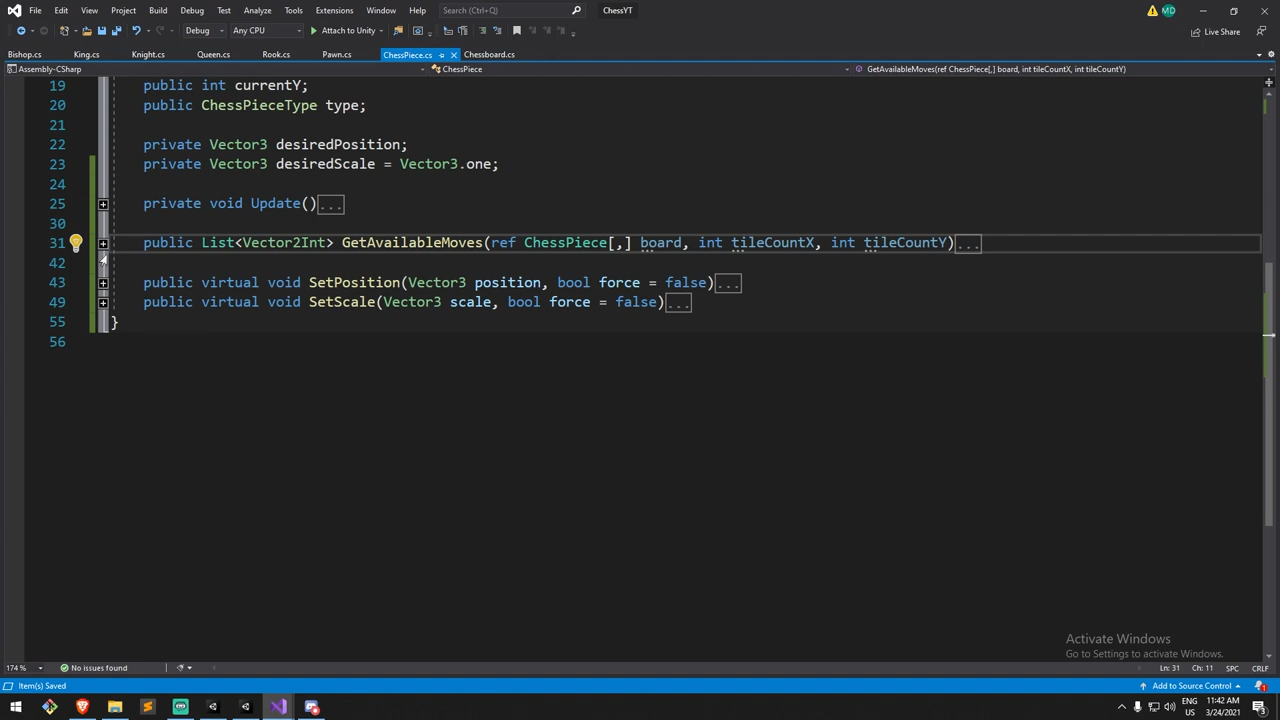 File Edit View Git Project Build Debug Test Analyze Tools Extensions Window Help Search (Ctrl+Q) ChessYT MD
Debug Any CPU Attach to Unity Live Share
Bishop.cs King.cs Knight.cs Queen.cs Rook.cs Pawn.cs ChessPiece.cs Chessboard.cs
Assembly-CSharp ChessPiece GetAvailableMoves(ref ChessPiece[,] board, int tileCountX, int tileCountY)
19 public int currentY;
20 public ChessPieceType type;
21
22 private Vector3 desiredPosition;
23 private Vector3 desiredScale = Vector3.one;
24
25 private void Update()...
30
31 public List<Vector2Int> GetAvailableMoves(ref ChessPiece[,] board, int tileCountX, int tileCountY)...
42
43 public virtual void SetPosition(Vector3 position, bool force = false)...
49 public virtual void SetScale(Vector3 scale, bool force = false)...
55 }
56
Activate Windows
Go to Settings to activate Windows.
174 % No issues found Ln: 31 Ch: 11 SPC CRLF
Item(s) Saved Add to Source Control 1
ENG 11:42 AM
US 3/24/2021 3